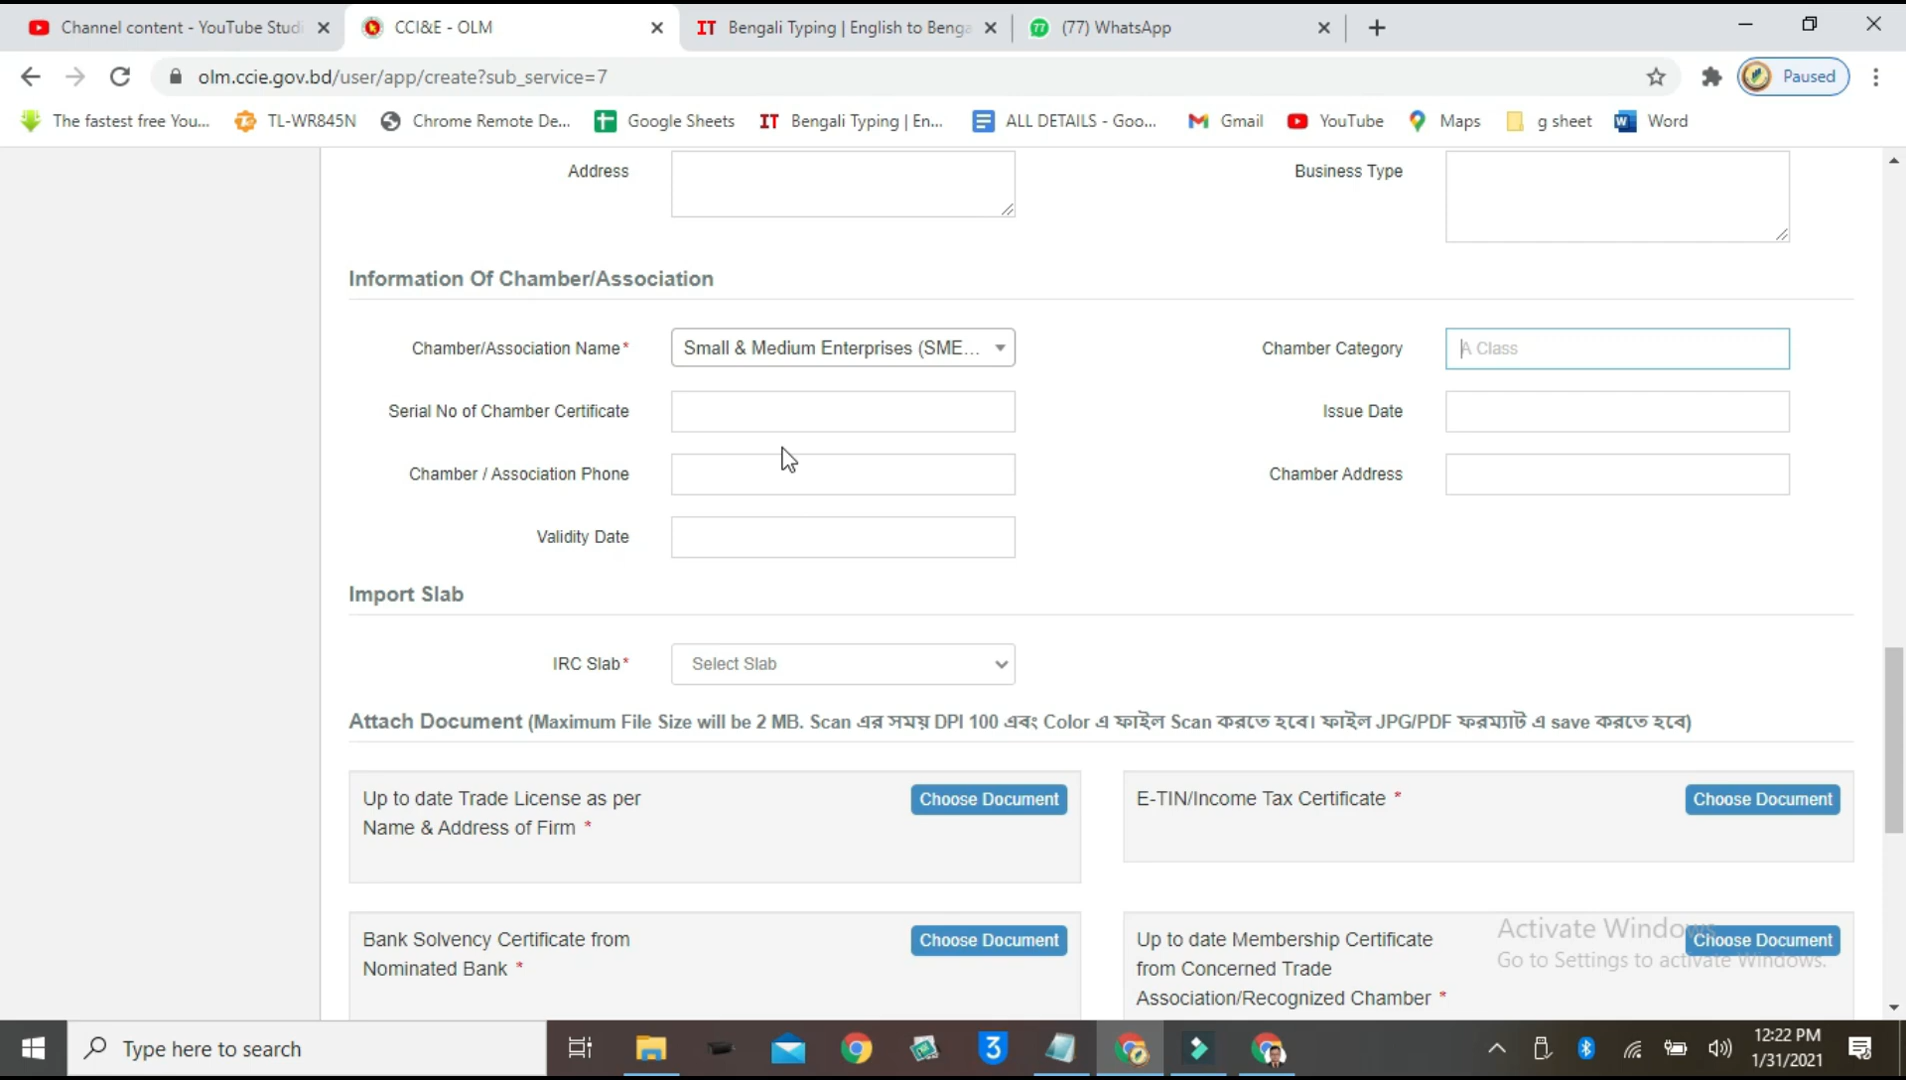 Channel content - YouTube Studi
CCI&E - OLM
IT Bengali Typing | English to Benga
77 (77) WhatsApp
olm.ccie.gov.bd/user/app/create?sub_service=7
Paused
The fastest free You...
TL-WR845N
Chrome Remote De...
Google Sheets
IT Bengali Typing | En...
ALL DETAILS - Goo...
Gmail
YouTube
Maps
g sheet
Word
Address
Business Type
Information Of Chamber/Association
Chamber/Association Name*
Small & Medium Enterprises (SME...
Chamber Category
A Class
Serial No of Chamber Certificate
Issue Date
Chamber / Association Phone
Chamber Address
Validity Date
Import Slab
IRC Slab*
Select Slab
Attach Document (Maximum File Size will be 2 MB. Scan এর সময় DPI 100 এবং Color এ ফাইল Scan করতে হবে। ফাইল JPG/PDF ফরম্যাট এ save করতে হবে)
Up to date Trade License as per
Name & Address of Firm *
Choose Document
E-TIN/Income Tax Certificate *
Choose Document
Bank Solvency Certificate from
Nominated Bank *
Choose Document
Up to date Membership Certificate
from Concerned Trade
Association/Recognized Chamber *
Choose Document
Activate Windows
Go to Settings to activate Windows.
Type here to search
3
12:22 PM
1/31/2021